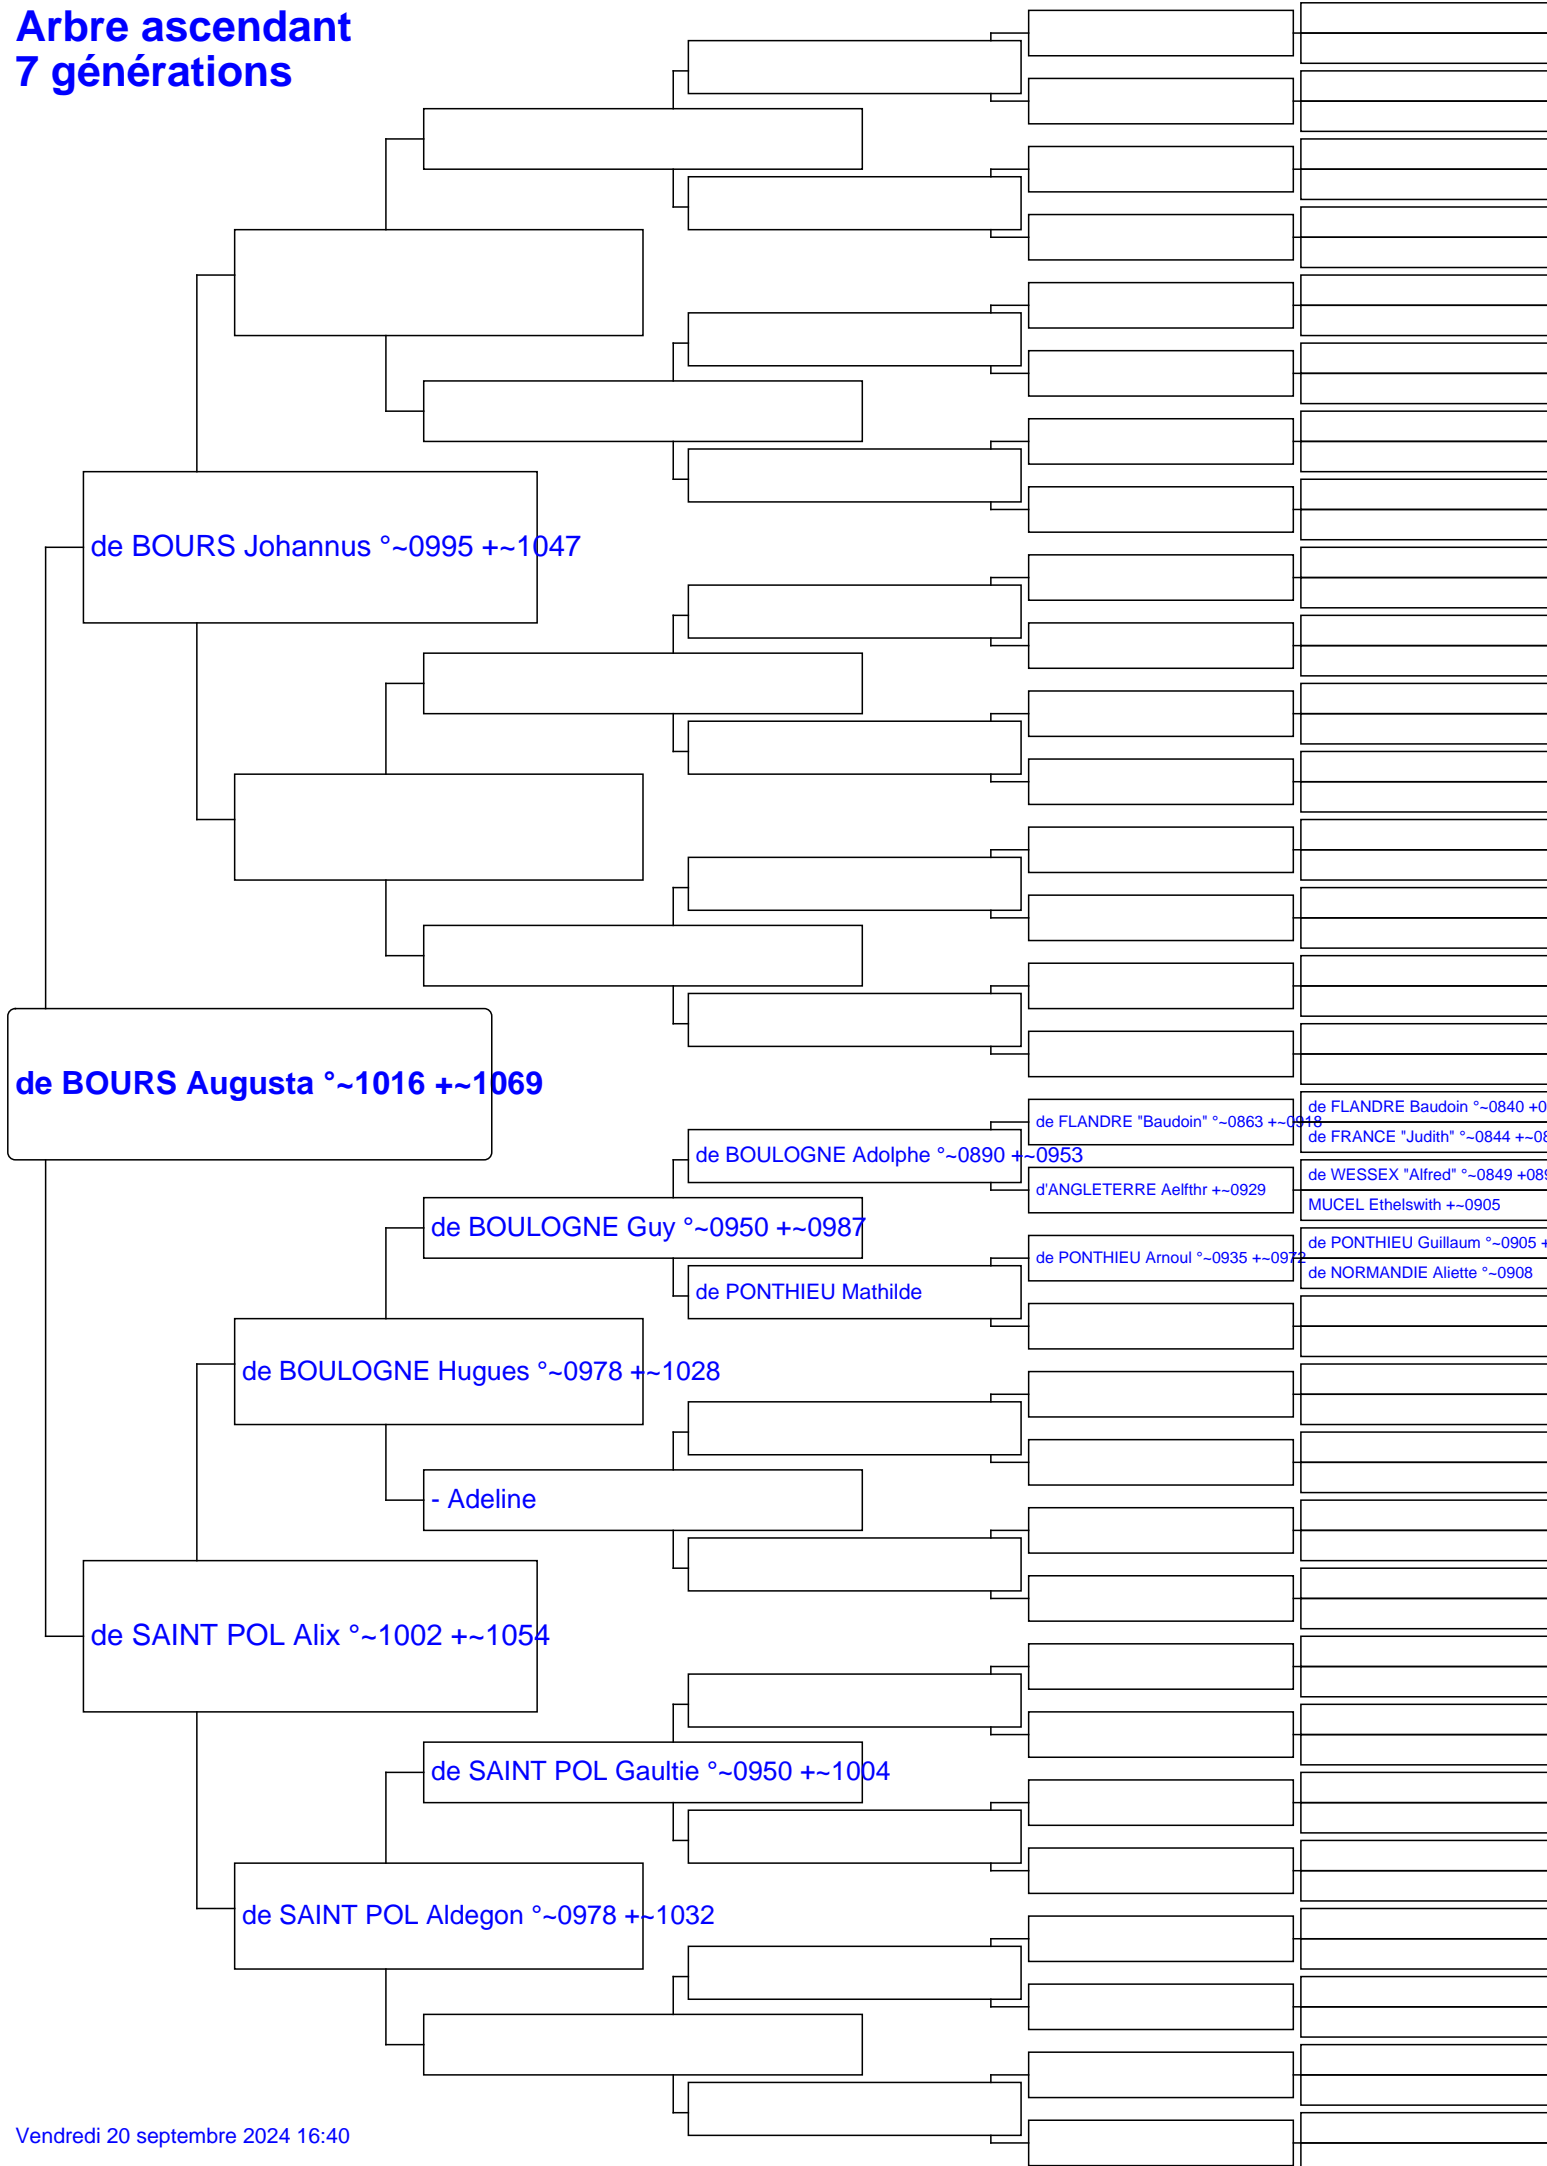 Arbre ascendant
7 générations
de BOURS Johannus °~0995 +~1047
de BOURS Augusta °~1016 +~1069
de FLANDRE "Baudoin" °~0863 +~0918
de FLANDRE Baudoin °~0840 +0
de FRANCE "Judith" °~0844 +~08
de BOULOGNE Adolphe °~0890 +~0953
de WESSEX "Alfred" °~0849 +089
d'ANGLETERRE Aelfthr +~0929
MUCEL Ethelswith +~0905
de BOULOGNE Guy °~0950 +~0987
de PONTHIEU Guillaum °~0905 +
de PONTHIEU Arnoul °~0935 +~0972
de NORMANDIE Aliette °~0908
de PONTHIEU Mathilde
de BOULOGNE Hugues °~0978 +~1028
- Adeline
de SAINT POL Alix °~1002 +~1054
de SAINT POL Gaultie °~0950 +~1004
de SAINT POL Aldegon °~0978 +~1032
Vendredi 20 septembre 2024 16:40